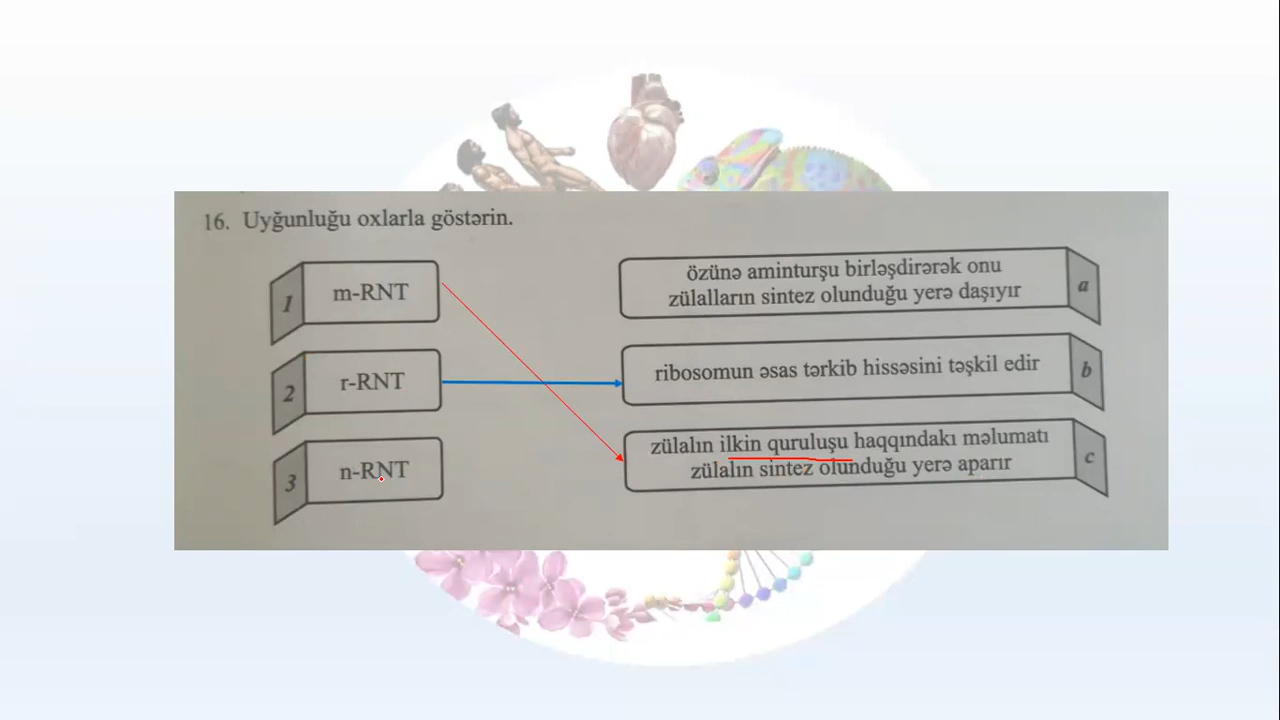 16. Uyğunluğu oxlarla göstərin.
1 m-RNT
özünə aminturşu birləşdirərək onu
zülalların sintez olunduğu yerə daşıyır a
2 r-RNT
ribosomun əsas tərkib hissəsini təşkil edir b
3 n-RNT
zülalın ilkin quruluşu haqqındakı məlumatı
zülalın sintez olunduğu yerə aparır c